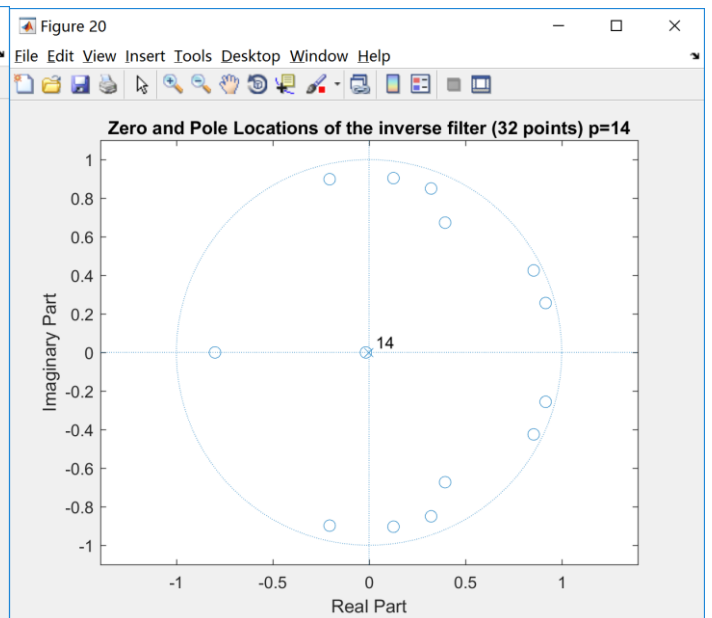 Figure 20
File Edit View Insert Tools Desktop Window Help
Zero and Pole Locations of the inverse filter (32 points) p=14
1
0.8
0.6
0.4
0.2
0
-0.2
-0.4
-0.6
-0.8
-1
Imaginary Part
14
-1 -0.5 0 0.5 1
Real Part